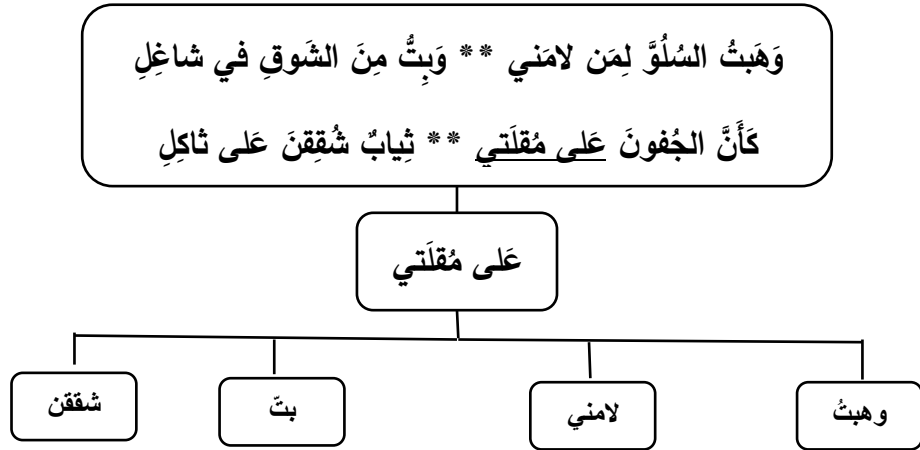 وَهَبتُ السُلُوَّ لِمَن لامَني ** وَبِتُّ مِنَ الشَوقِ في شاغِلِ
كَأَنَّ الجُفونَ عَلى مُقلَتي ** ثِيابٌ شُقِقنَ عَلى ثاكِلِ
عَلى مُقلَتي
وهبتُ
لامني
بتّ
شققن